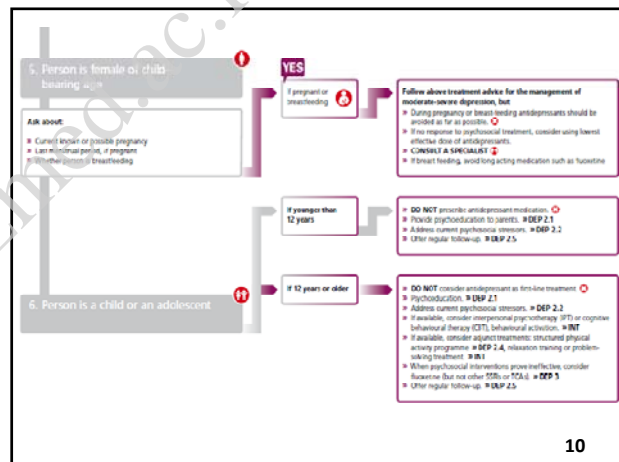 5. Person is female of child
bearing age
Ask about:
» Current known or possible pregnancy
» Last menstrual period, if pregnant
» Whether person is breastfeeding
YES
If pregnant or
breastfeeding
Follow above treatment advice for the management of
moderate-severe depression, but
» During pregnancy or breast-feeding antidepressants should be
avoided as far as possible.
» If no response to psychosocial treatment, consider using lowest
effective dose of antidepressants.
» CONSULT A SPECIALIST
» If breast feeding, avoid long acting medication such as fluoxetine
6. Person is a child or an adolescent
If younger than
12 years
» DO NOT prescribe antidepressant medication.
» Provide psychoeducation to parents. » DEP 2.1
» Address current psychosocial stressors. » DEP 2.2
» Offer regular follow-up. » DEP 2.5
If 12 years or older
» DO NOT consider antidepressant as first-line treatment
» Psychoeducation. » DEP 2.1
» Address current psychosocial stressors. » DEP 2.2
» If available, consider interpersonal psychotherapy (IPT) or cognitive
behavioural therapy (CBT), behavioural activation. » INT
» If available, consider adjunct treatments: structured physical
activity programme » DEP 2.4, relaxation training or problem-
solving treatment. » INT
» When psychosocial interventions prove ineffective, consider
fluoxetine (but not other SSRIs or TCAs). » DEP 3
» Offer regular follow-up. » DEP 2.5
10